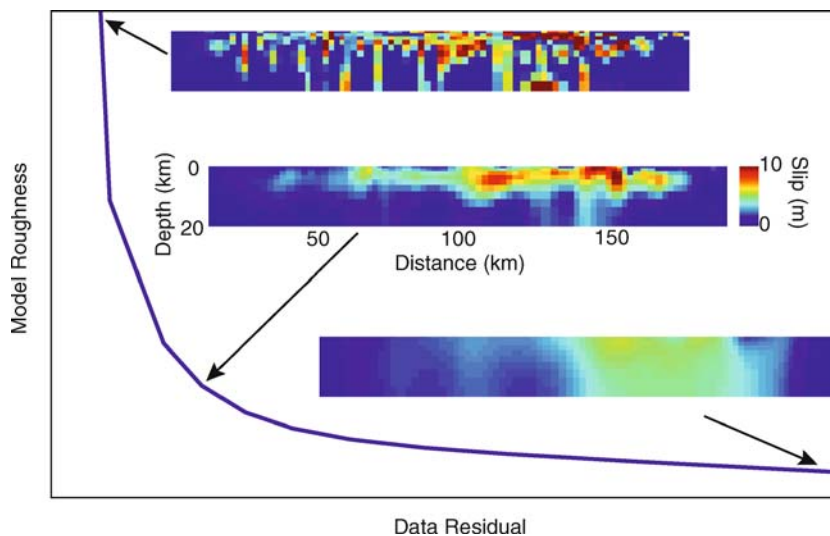 Model Roughness
Depth (km)
0
20
50
100
150
Distance (km)
10
0
Slip (m)
Data Residual